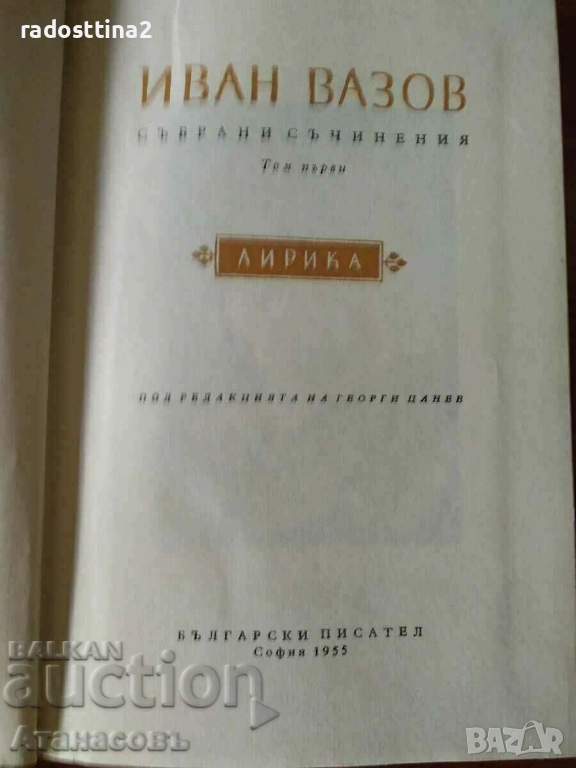 radosttina2
ИВАН ВАЗОВ
СЪБРАНИ СЪЧИНЕНИЯ
Том първи
ЛИРИКА
ПОД РЕДАКЦИЯТА НА ГЕОРГИ ЦАНЕВ
БЪЛГАРСКИ ПИСАТЕЛ
София 1955
BALKAN
auction
Атанасовъ
BAZAR